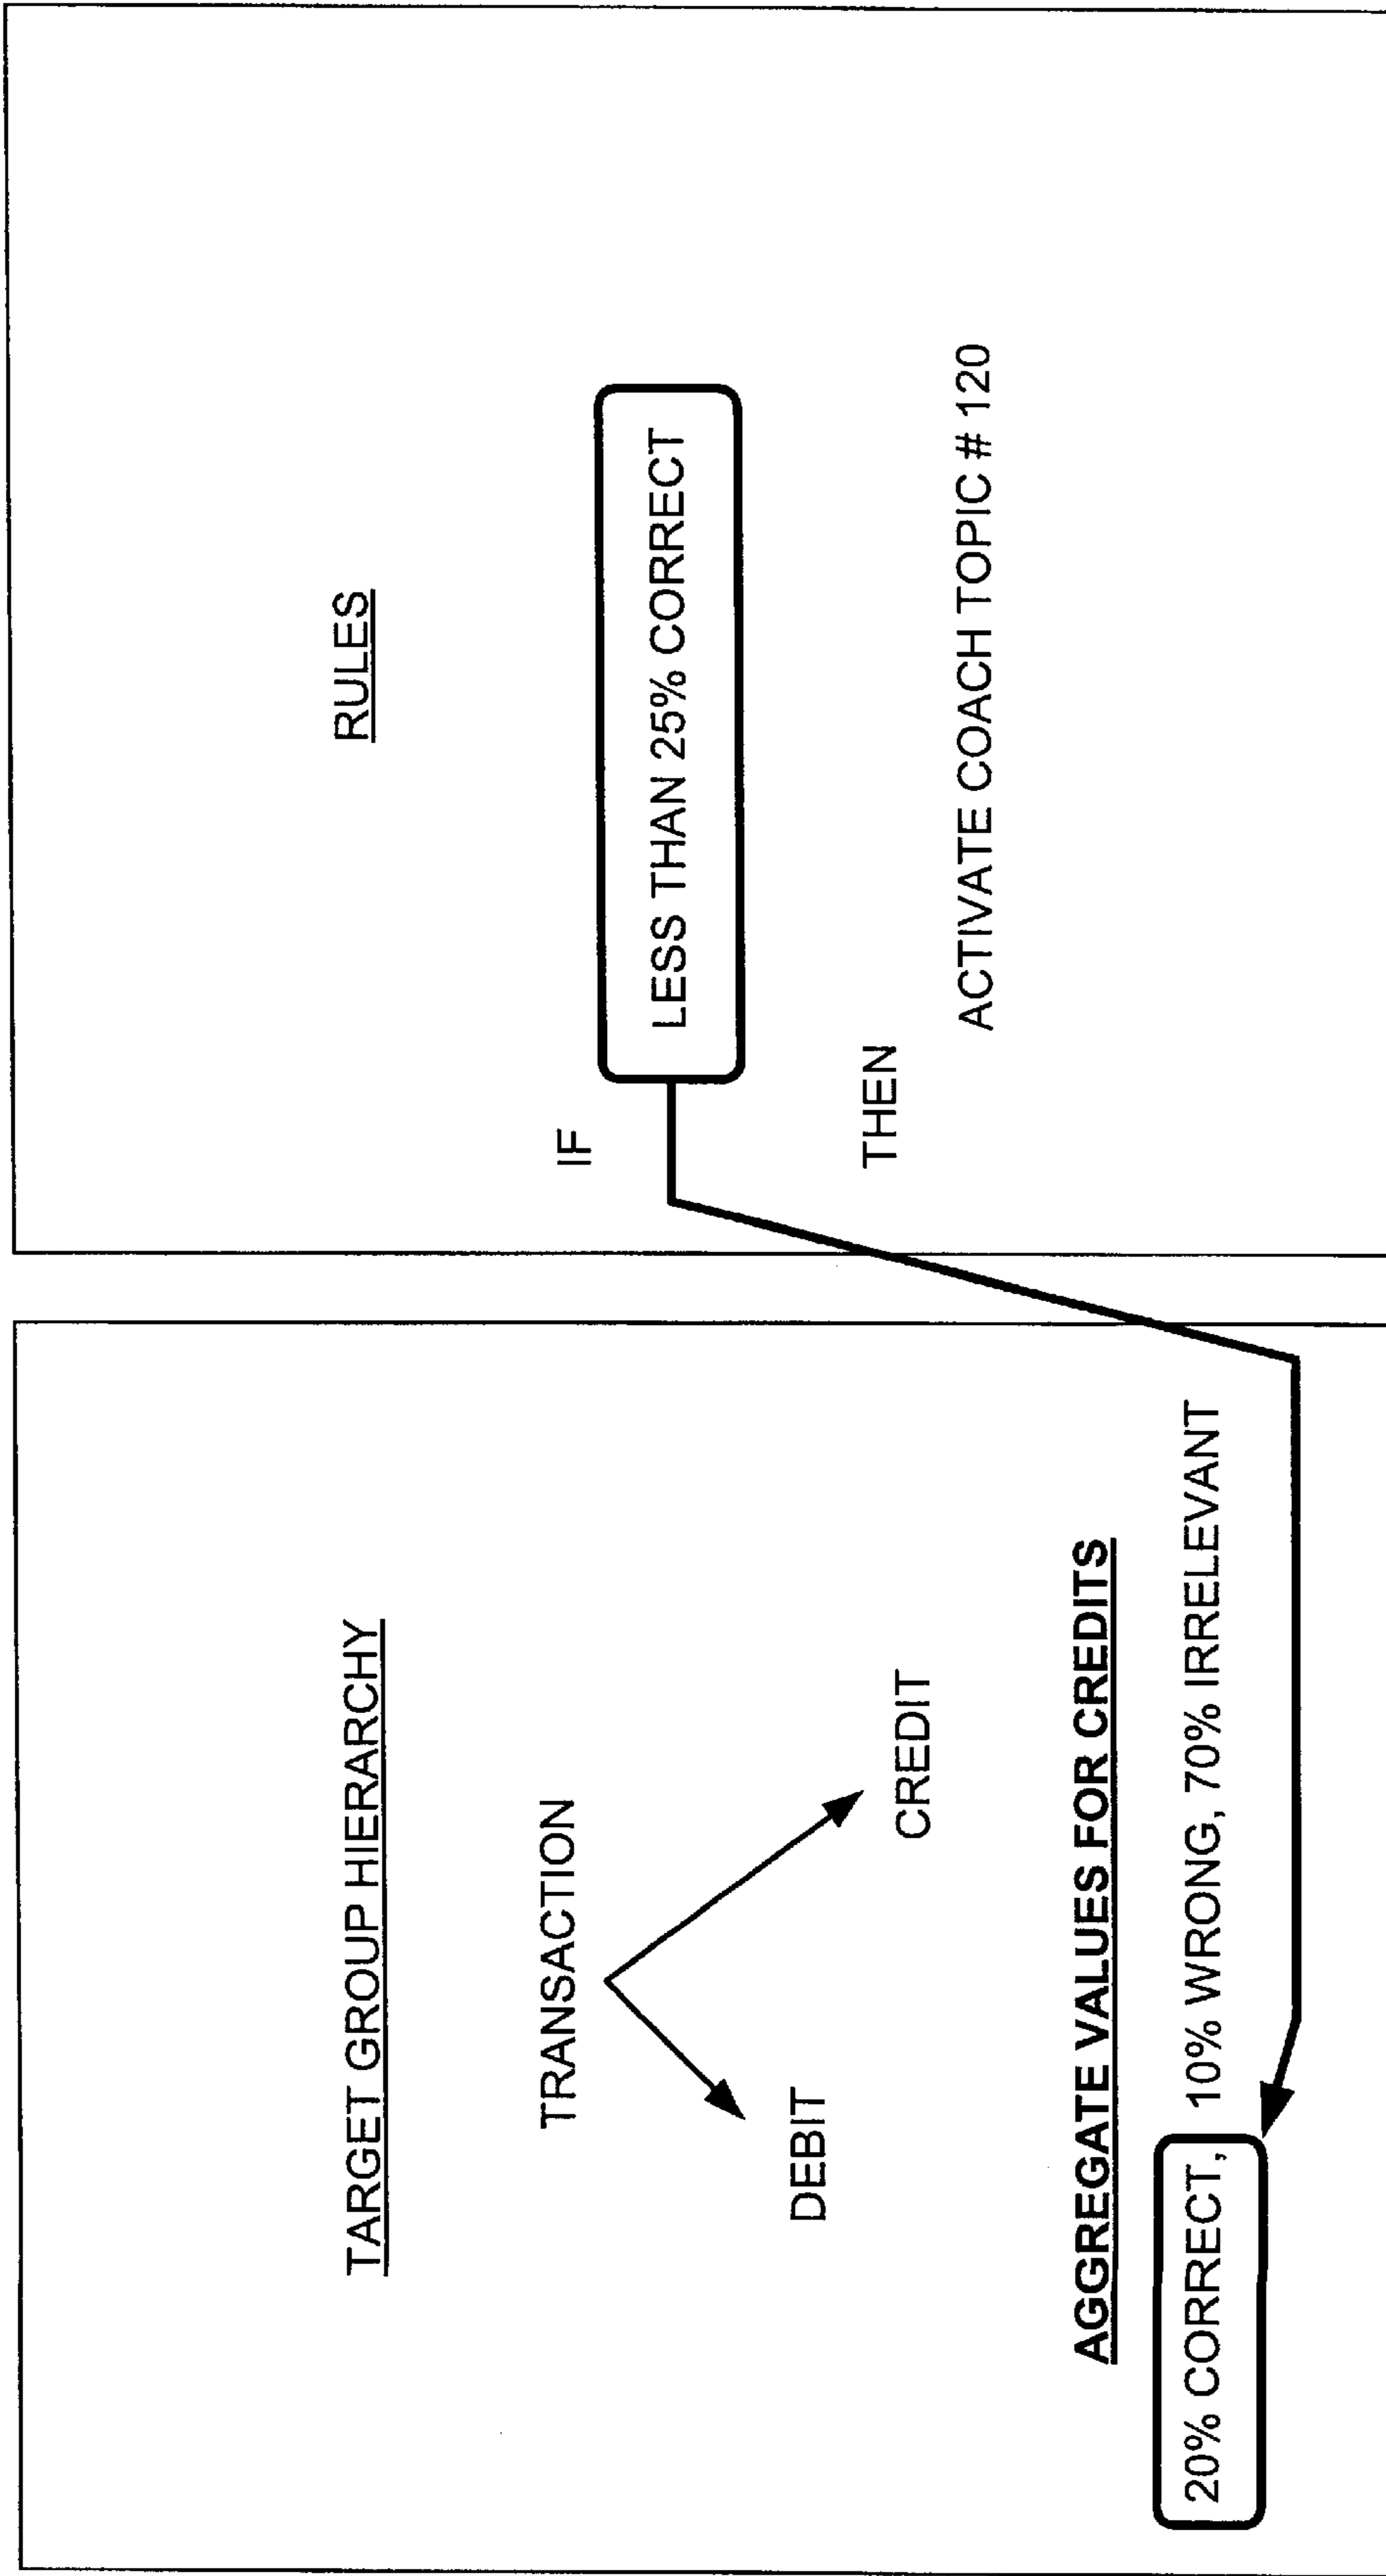 TARGET GROUP HIERARCHY
TRANSACTION
DEBIT
CREDIT
AGGREGATE VALUES FOR CREDITS
20% CORRECT, 10% WRONG, 70% IRRELEVANT
RULES
IF
LESS THAN 25% CORRECT
THEN
ACTIVATE COACH TOPIC # 120